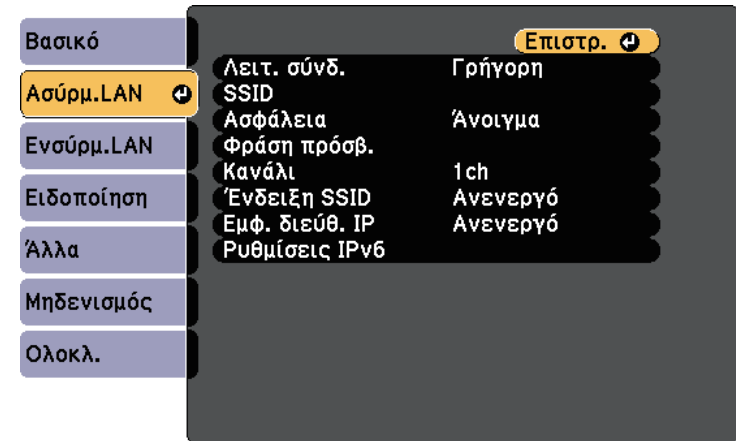 Βασικό
Ασύρμ.LAN
Ενσύρμ.LAN
Ειδοποίηση
Άλλα
Μηδενισμός
Ολοκλ.
Επιστρ.
Λειτ. σύνδ. Γρήγορη
SSID
Ασφάλεια Άνοιγμα
Φράση πρόσβ.
Κανάλι 1ch
Ένδειξη SSID Ανενεργό
Εμφ. διεύθ. IP Ανενεργό
Ρυθμίσεις IPv6